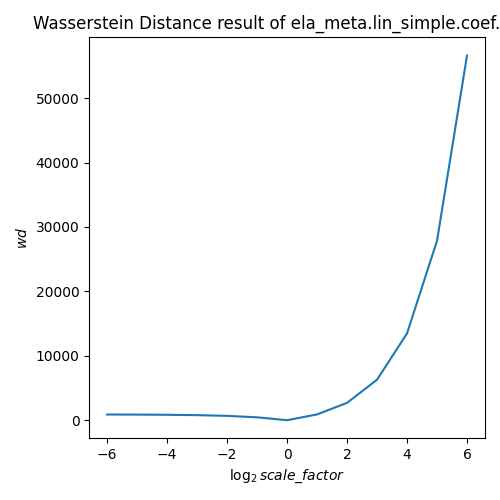 Wasserstein Distance result of ela_meta.lin_simple.coef.
50000
40000
30000
20000
10000
0
wd
−6 −4 −2 0 2 4 6
log₂ scale_factor